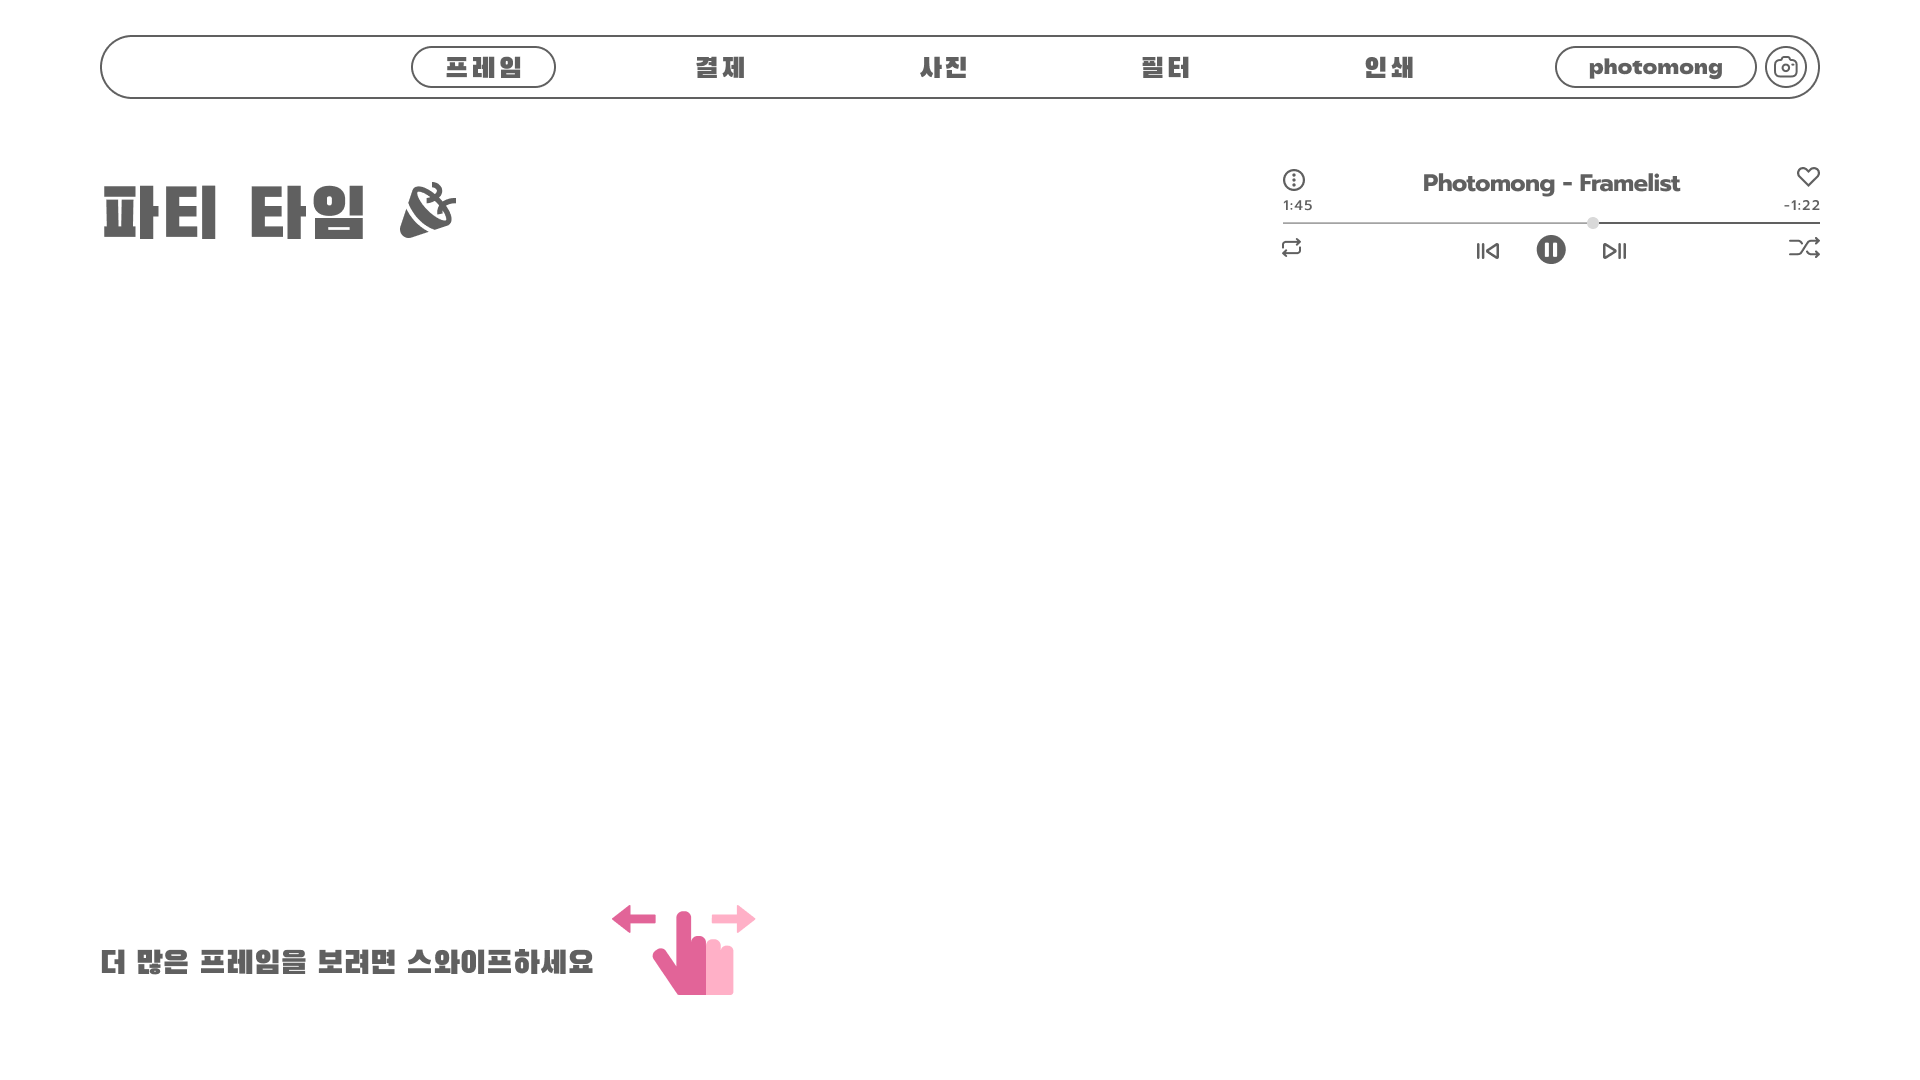 프레임 결제 사진 필터 인쇄 photomong
파티 타임
Photomong - Framelist
1:45 -1:22
더 많은 프레임을 보려면 스와이프하세요